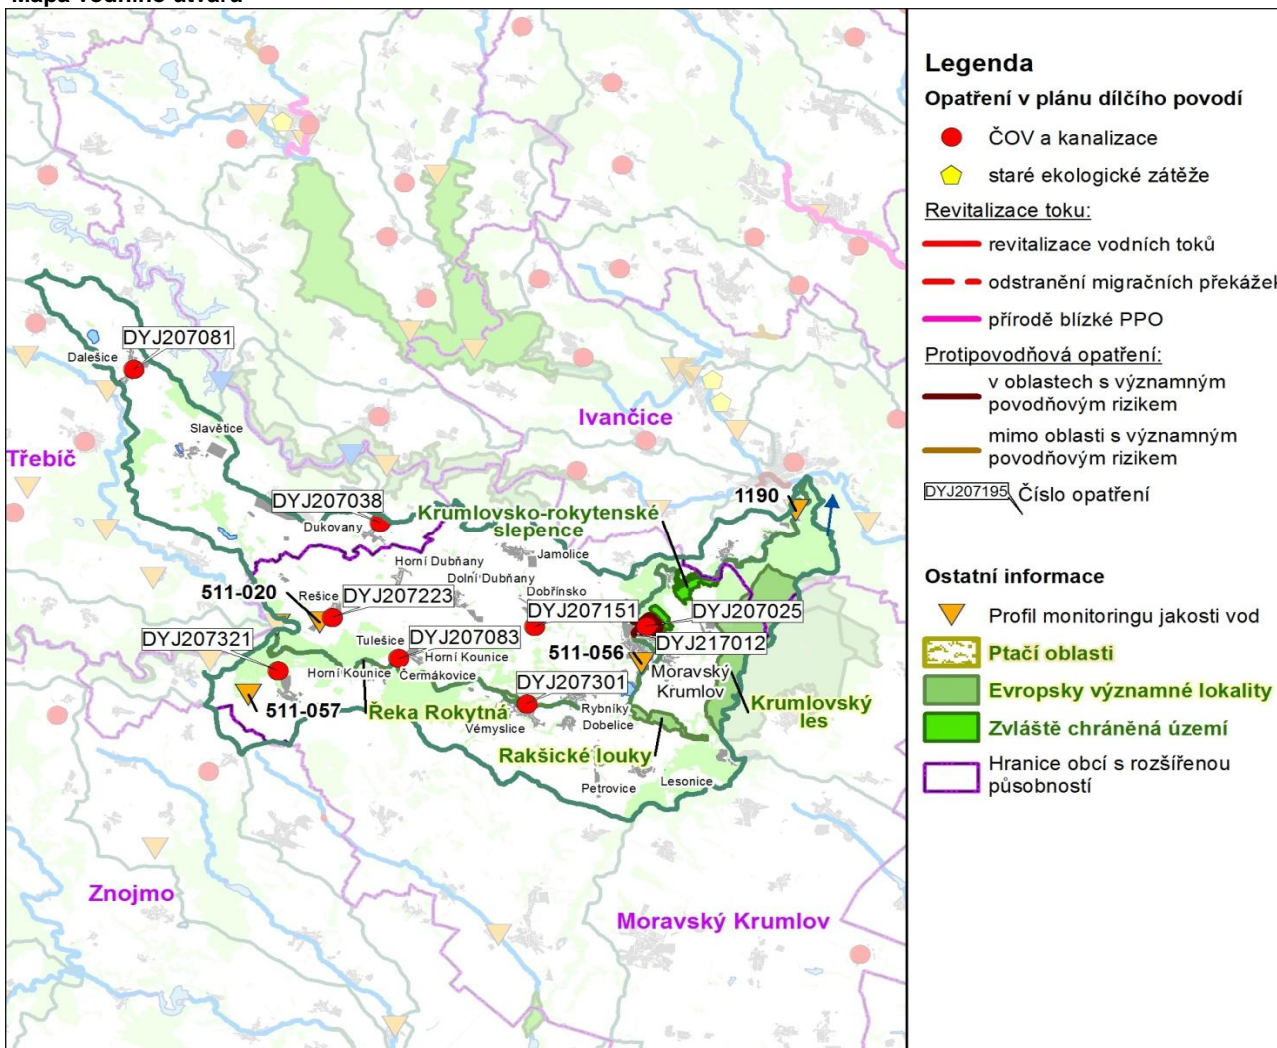 Mapa vodního útvaru
Legenda
Opatření v plánu dílčího povodí
ČOV a kanalizace
staré ekologické zátěže
Revitalizace toku:
revitalizace vodních toků
odstranění migračních překážek
přírodě blízké PPO
Protipovodňová opatření:
v oblastech s významným
povodňovým rizikem
mimo oblasti s významným
povodňovým rizikem
DYJ207195 Číslo opatření
Ostatní informace
Profil monitoringu jakosti vod
Ptačí oblasti
Evropsky významné lokality
Zvláště chráněná území
Hranice obcí s rozšířenou
působností
DYJ207081
Dalešice
Slavětice
Ivančice
Třebíč
DYJ207038
Dukovany
1190
Krumlovsko-rokytenské
slepence
Jamolice
Horní Dubňany
Dolní Dubňany
Dobřínsko
511-020
Rešice
DYJ207223
DYJ207151
DYJ207025
DYJ207321
Tulešice
DYJ207083
Horní Kounice
511-056
DYJ217012
Moravský
Krumlov
Horní Kounice
Čermákovice
DYJ207301
511-057
Řeka Rokytná
Vémyslice
Rybníky
Dobelice
Krumlovský
les
Rakšické louky
Petrovice
Lesonice
Znojmo
Moravský Krumlov